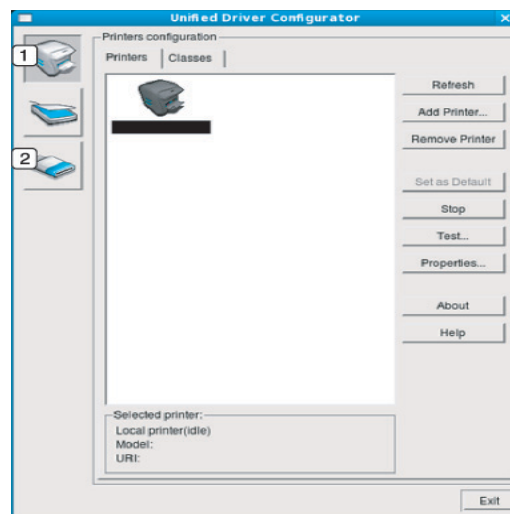 Unified Driver Configurator
1
2
Printers configuration
Printers
Classes
Refresh
Add Printer...
Remove Printer
Set as Default
Stop
Test...
Properties...
About
Help
Selected printer:
Local printer(idle)
Model:
URI:
Exit